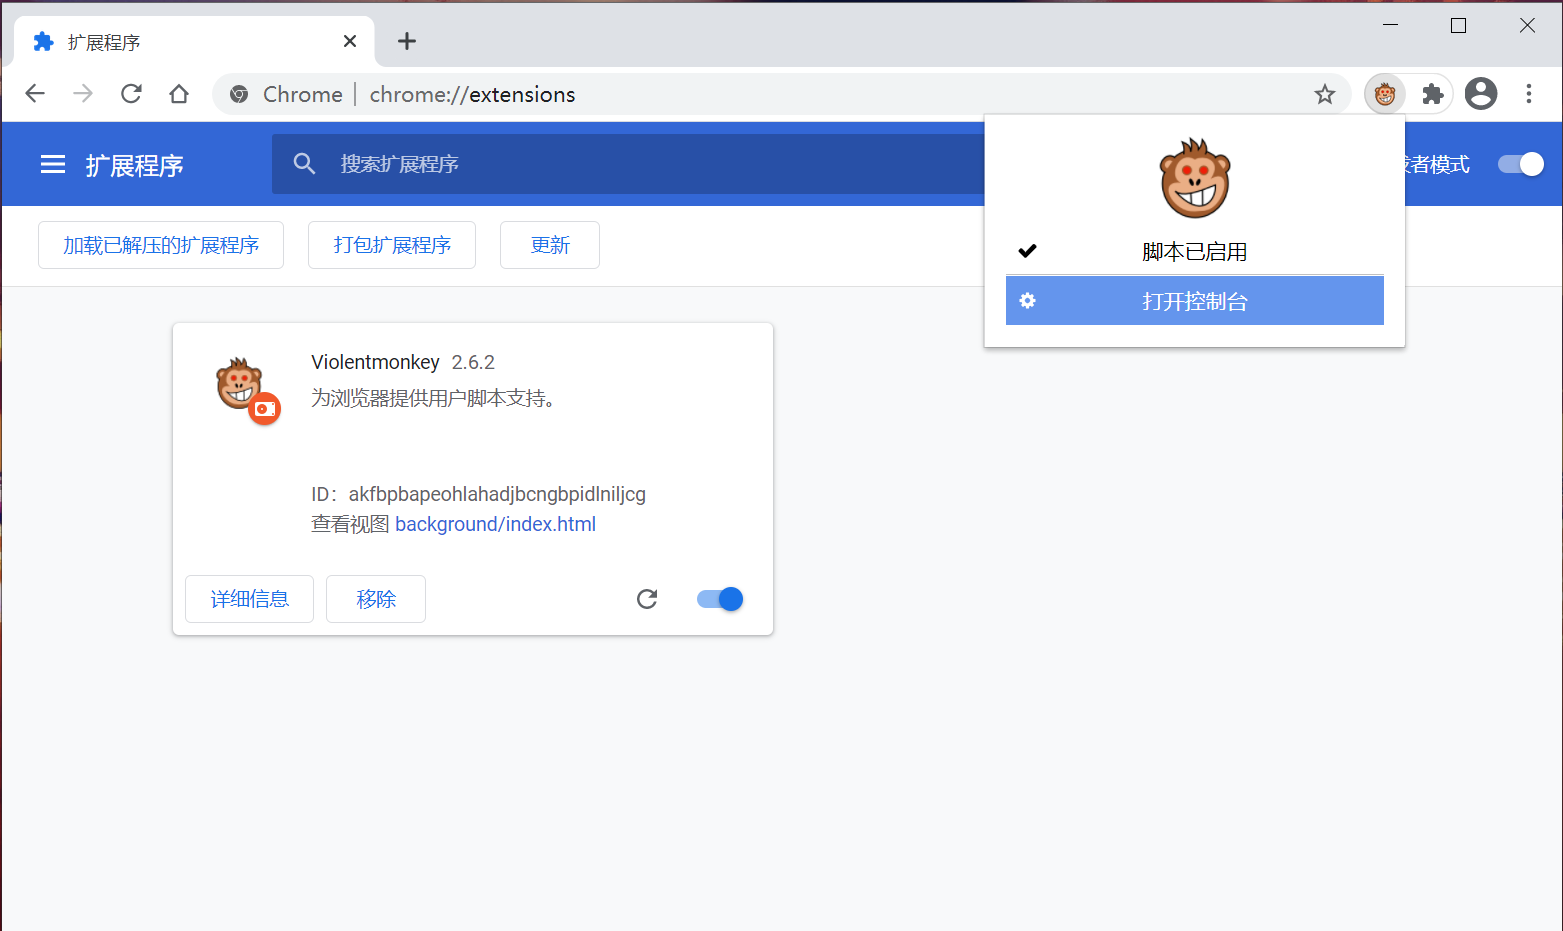 扩展程序
Chrome | chrome://extensions
扩展程序
搜索扩展程序
者模式
加载已解压的扩展程序
打包扩展程序
更新
脚本已启用
打开控制台
Violentmonkey 2.6.2
为浏览器提供用户脚本支持。
ID：akfbpbapeohlahadjbcngbpidlniljcg
查看视图 background/index.html
详细信息
移除